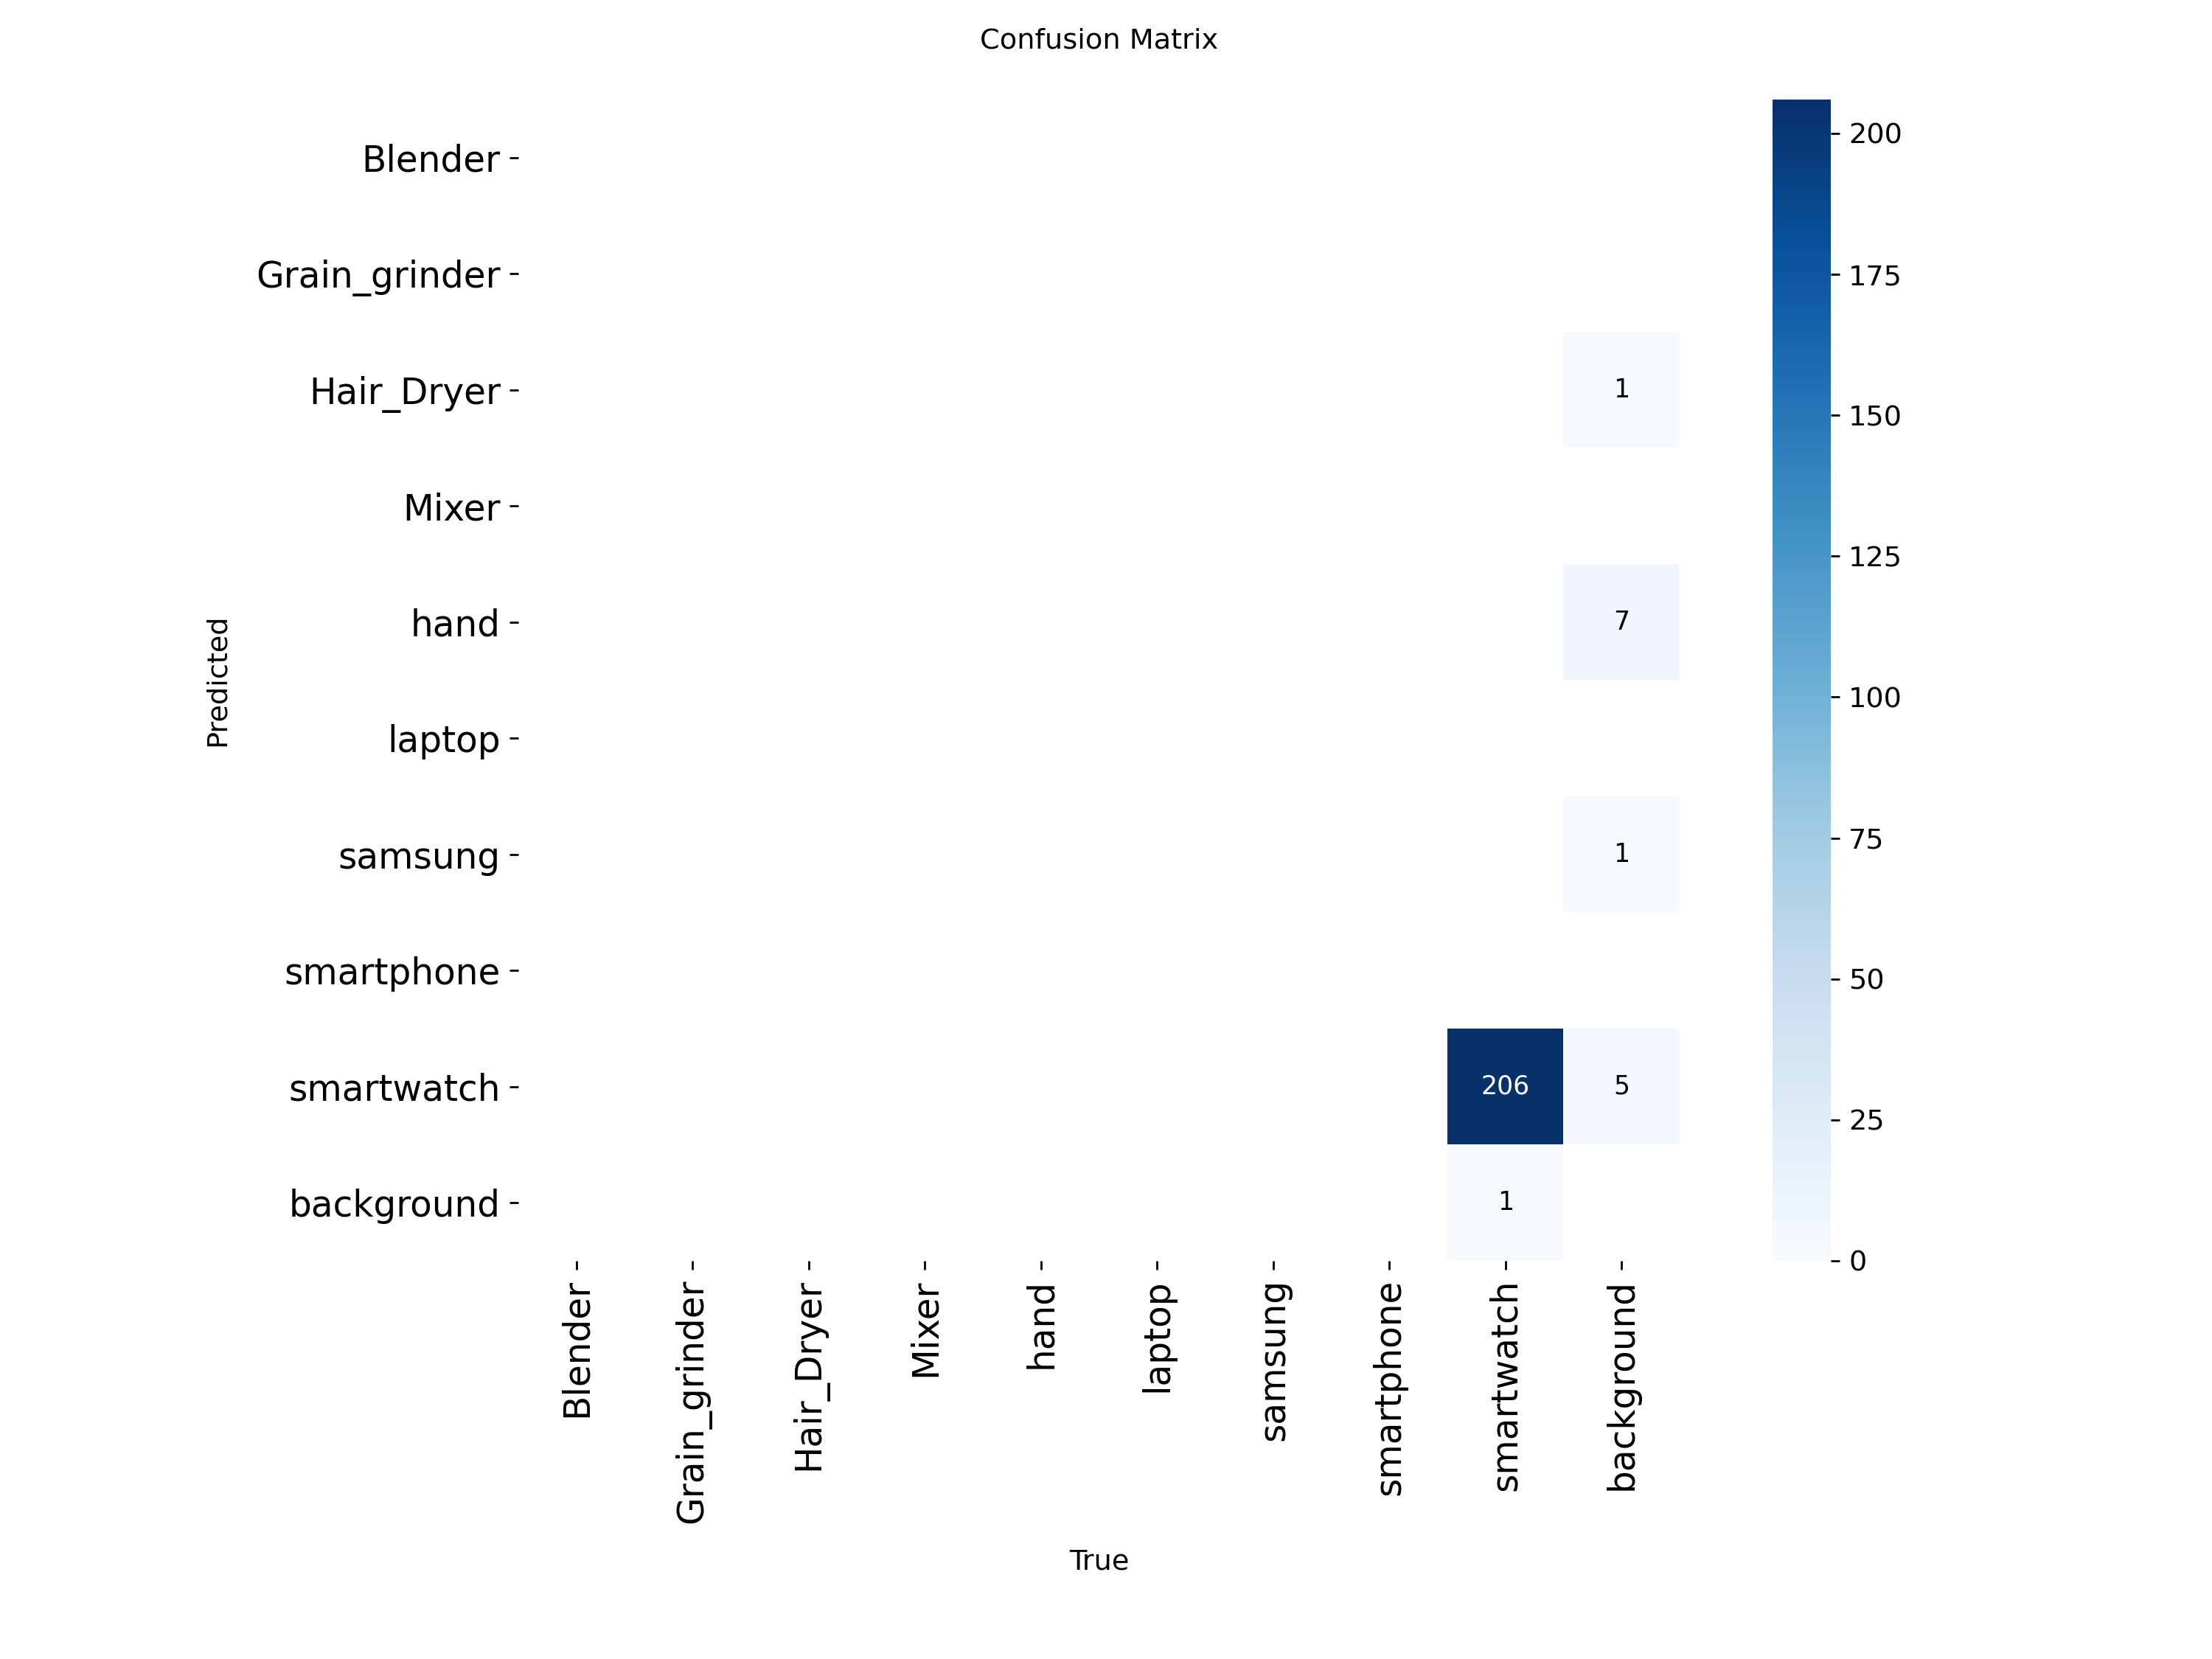 Confusion Matrix
Blender
Grain_grinder
Hair_Dryer
Mixer
hand
laptop
samsung
smartphone
smartwatch
background
Predicted
1
7
1
206 5
1
200
175
150
125
100
75
50
25
0
Blender
Grain_grinder
Hair_Dryer
Mixer
hand
laptop
samsung
smartphone
smartwatch
background
True